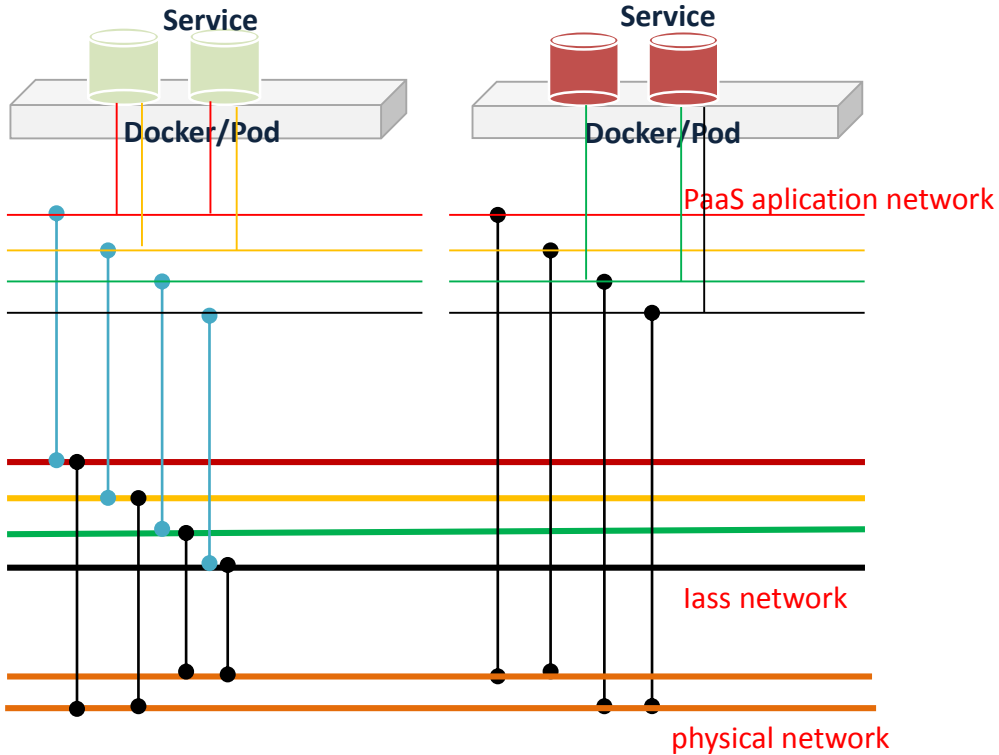 Service
Service
Docker/Pod
Docker/Pod
PaaS aplication network
Iass network
physical network